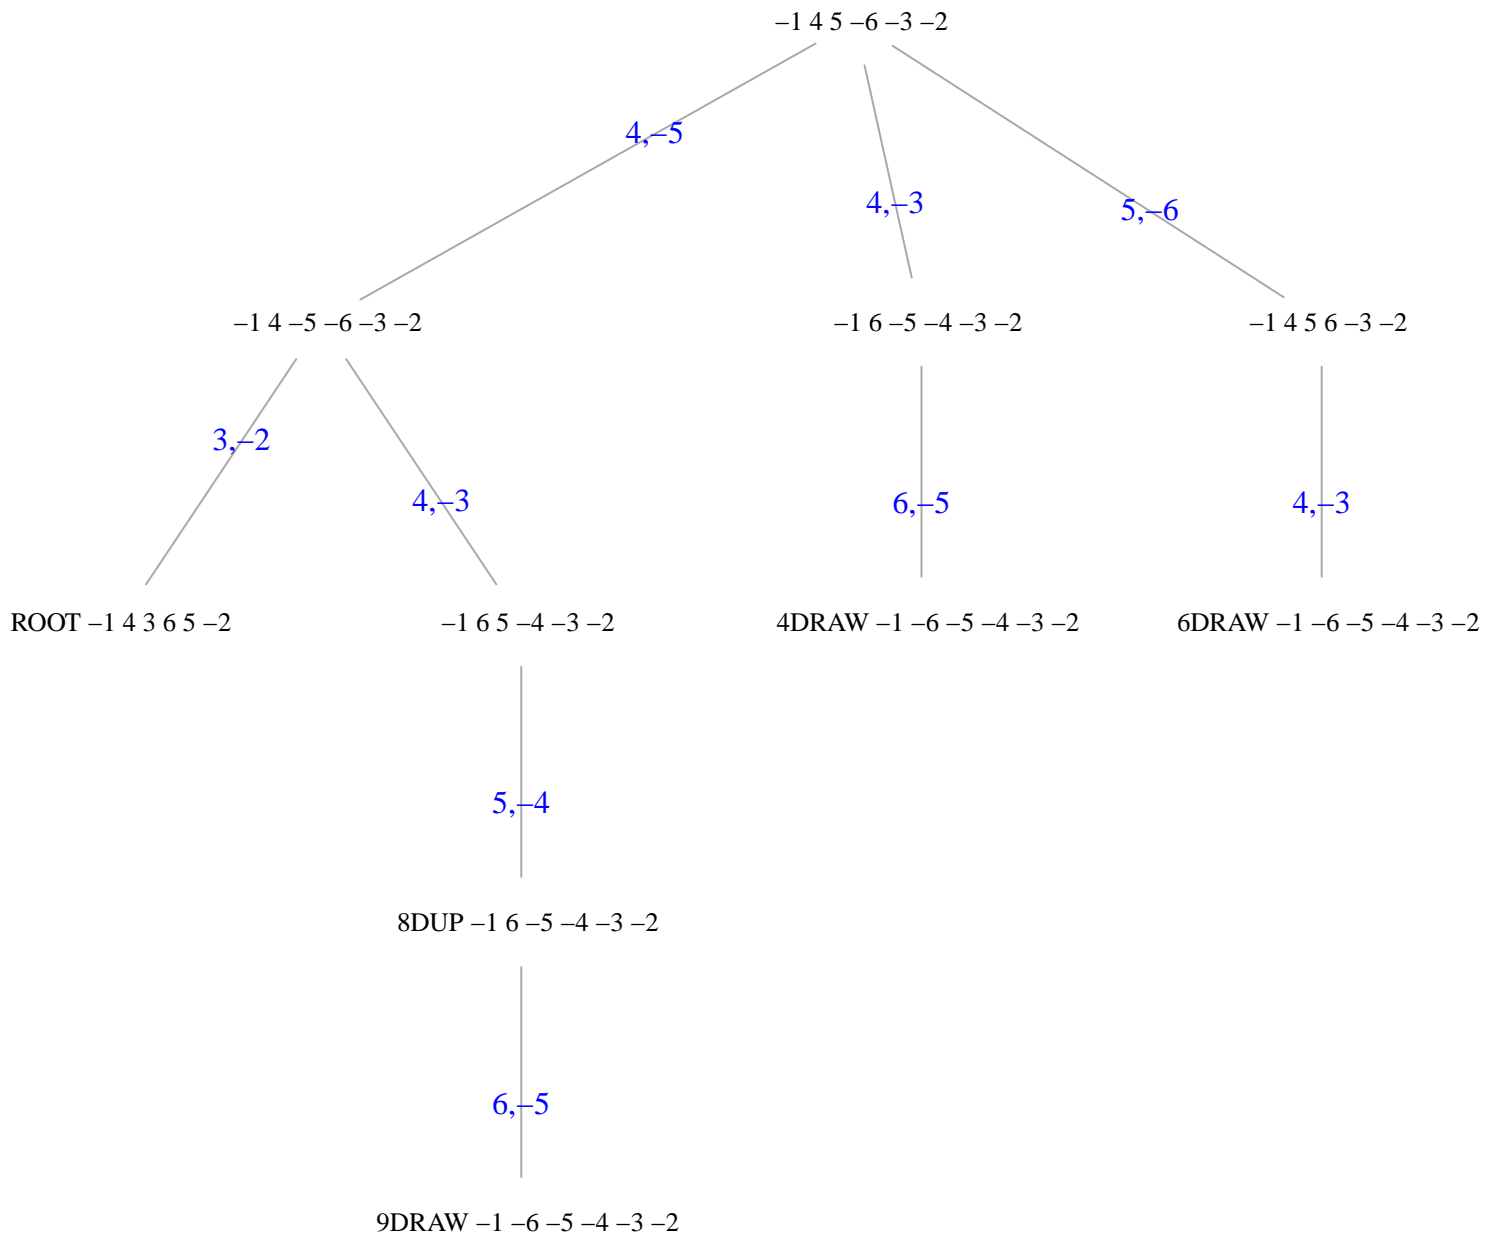 –1 4 5 –6 –3 –2
4,–5
4,–3
5,–6
–1 4 –5 –6 –3 –2
–1 6 –5 –4 –3 –2
–1 4 5 6 –3 –2
3,–2
4,–3
6,–5
4,–3
ROOT –1 4 3 6 5 –2
–1 6 5 –4 –3 –2
4DRAW –1 –6 –5 –4 –3 –2
6DRAW –1 –6 –5 –4 –3 –2
5,–4
8DUP –1 6 –5 –4 –3 –2
6,–5
9DRAW –1 –6 –5 –4 –3 –2